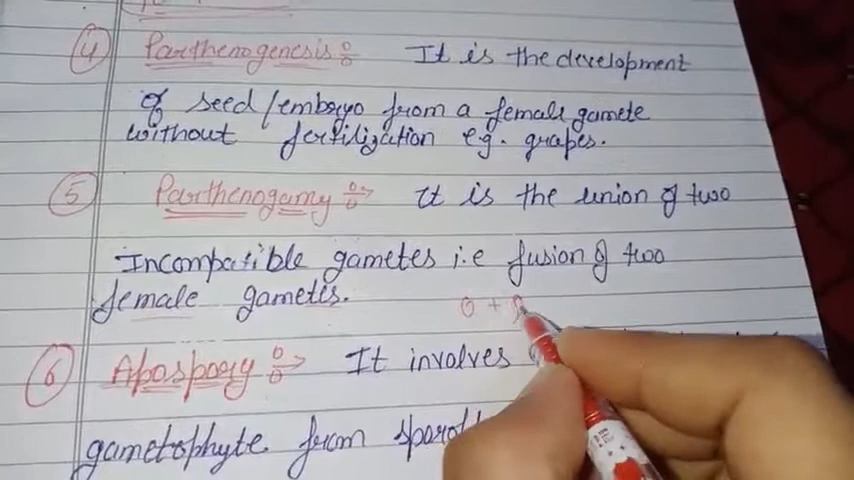 ④ Parthenogenesis:- It is the development
of seed/embryo from a female gamete
without fertilization eg. grapes.
⑤ Parthenogamy :- It is the union of two
Incompatible gametes i.e fusion of two
female gametes.
⑥ Apospory :- It involves
gametophyte from